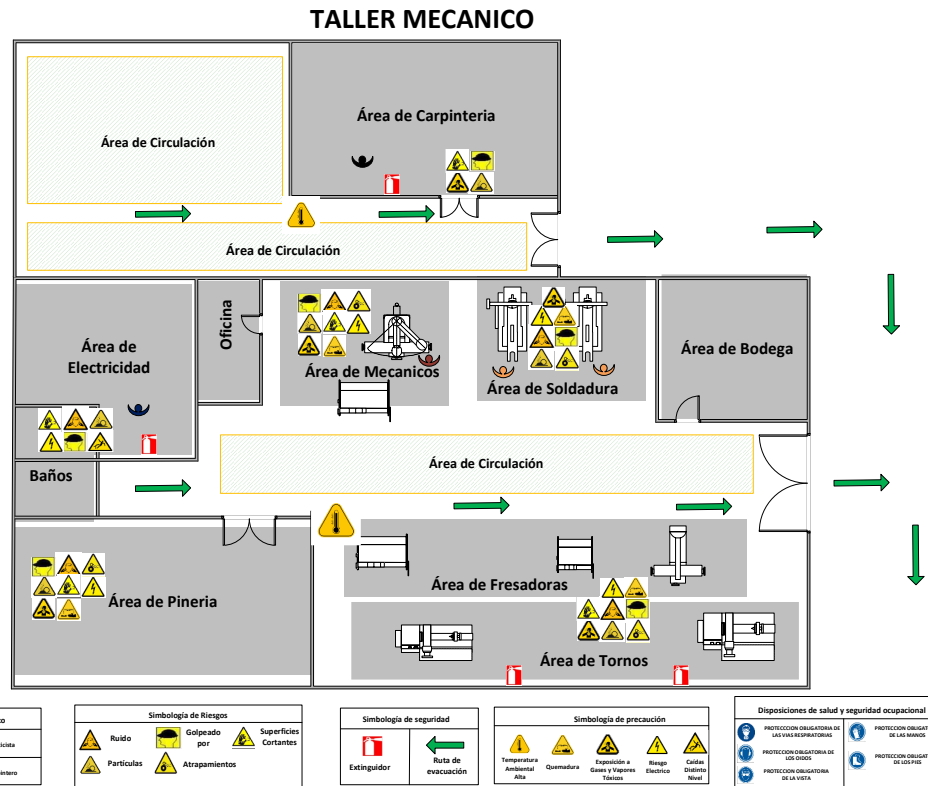 TALLER MECANICO
Área de Carpinteria
Área de Circulación
Área de Circulación
Oficina
Área de
Electricidad
Área de Mecanicos
Área de Soldadura
Área de Bodega
Área de Circulación
Baños
Área de Fresadoras
Área de Pineria
Área de Tornos
Simbología de Riesgos
Ruido
Golpeado
por
Superficies
Cortantes
Partículas
Atrapamientos
Simbología de seguridad
Extinguidor
Ruta de
evacuación
Simbología de precaución
Temperatura
Ambiental
Alta
Quemadura
Exposición a
Gases y Vapores
Tóxicos
Riesgo
Electrico
Caídas
Distinto
Nivel
Disposiciones de salud y seguridad ocupacional
PROTECCCION OBLIGATORIA DE
LAS VIAS RESPIRATORIAS
PROTECCION OBLIGATORIA DE
LOS OIDOS
PROTECCION OBLIGATORIA
DE LA VISTA
DE LAS MANOS
DE LOS PIES